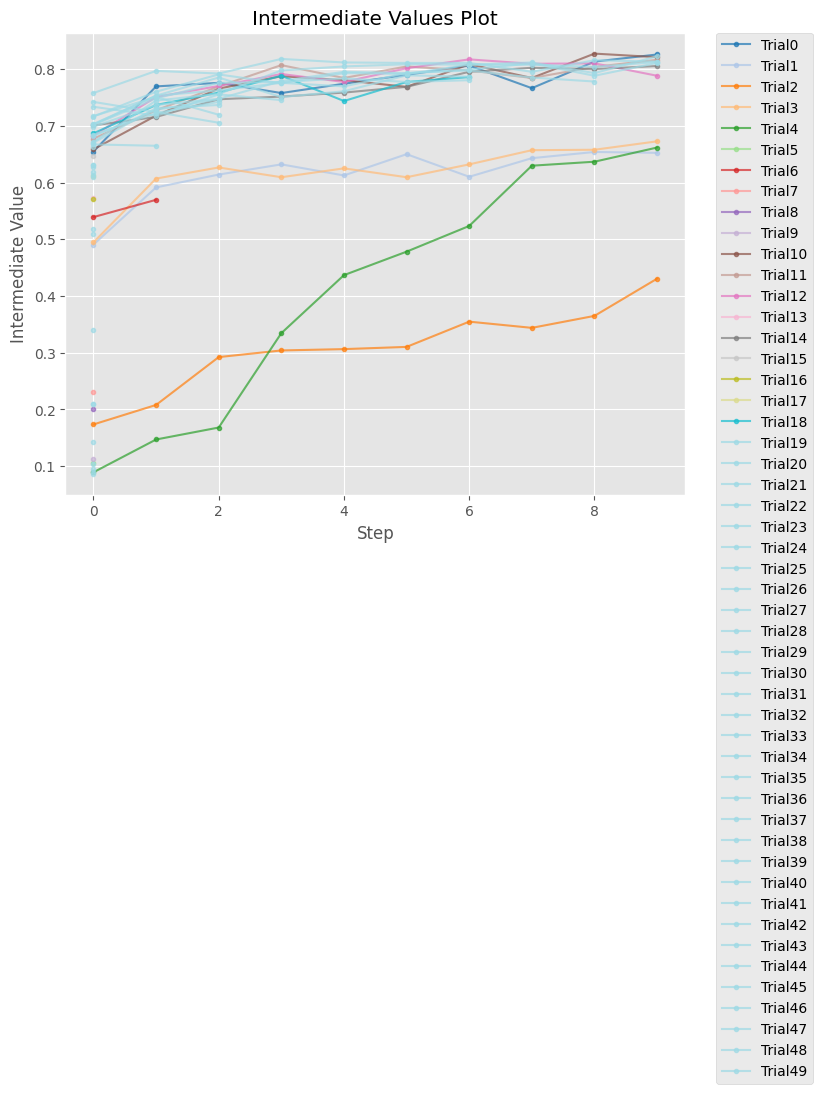 Intermediate Values Plot
Intermediate Value
0.8
0.7
0.6
0.5
0.4
0.3
0.2
0.1
0 2 4 6 8
Step
Trial0
Trial1
Trial2
Trial3
Trial4
Trial5
Trial6
Trial7
Trial8
Trial9
Trial10
Trial11
Trial12
Trial13
Trial14
Trial15
Trial16
Trial17
Trial18
Trial19
Trial20
Trial21
Trial22
Trial23
Trial24
Trial25
Trial26
Trial27
Trial28
Trial29
Trial30
Trial31
Trial32
Trial33
Trial34
Trial35
Trial36
Trial37
Trial38
Trial39
Trial40
Trial41
Trial42
Trial43
Trial44
Trial45
Trial46
Trial47
Trial48
Trial49